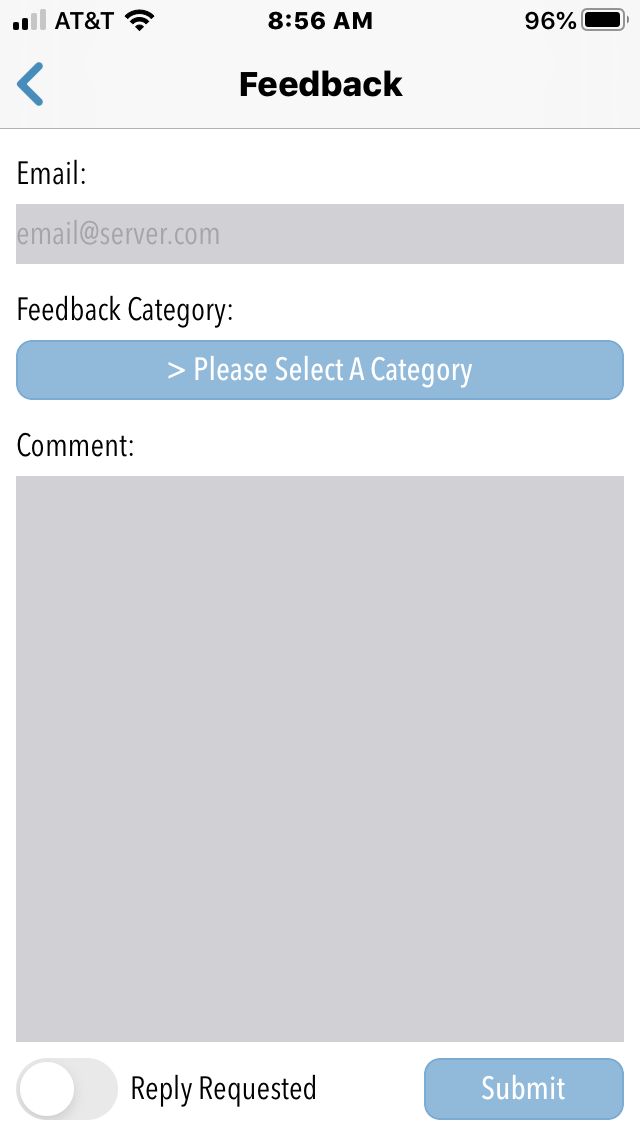 AT&T 8:56 AM 96%
Feedback
Email:
email@server.com
Feedback Category:
> Please Select A Category
Comment:
Reply Requested Submit